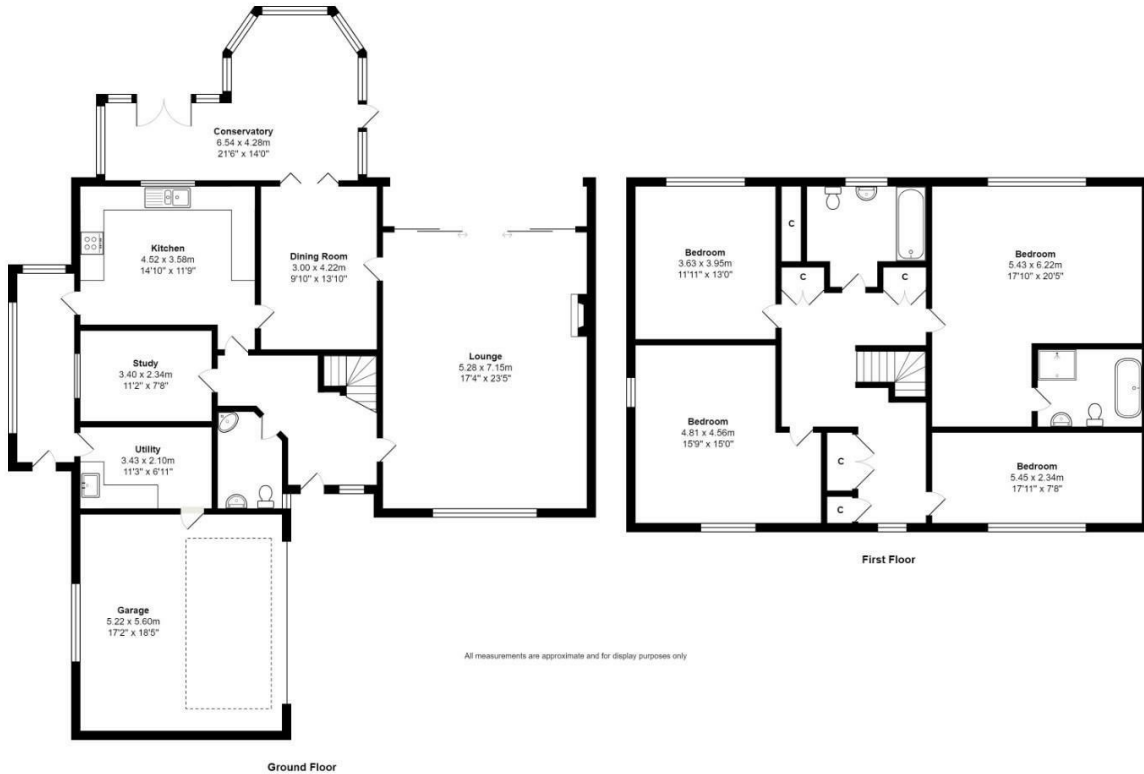 Conservatory
6.54 x 4.28m
21'6" x 14'0"
Kitchen
4.52 x 3.58m
14'10" x 11'9"
Dining Room
3.00 x 4.22m
9'10" x 13'10"
Study
3.40 x 2.34m
11'2" x 7'8"
Lounge
5.28 x 7.15m
17'4" x 23'5"
Utility
3.43 x 2.10m
11'3" x 6'11"
Garage
5.22 x 5.60m
17'2" x 18'5"
Ground Floor
Bedroom
3.63 x 3.95m
11'11" x 13'0"
C
C
C
Bedroom
5.43 x 6.22m
17'10" x 20'5"
Bedroom
4.81 x 4.56m
15'9" x 15'0"
C
C
Bedroom
5.45 x 2.34m
17'11" x 7'8"
First Floor
All measurements are approximate and for display purposes only